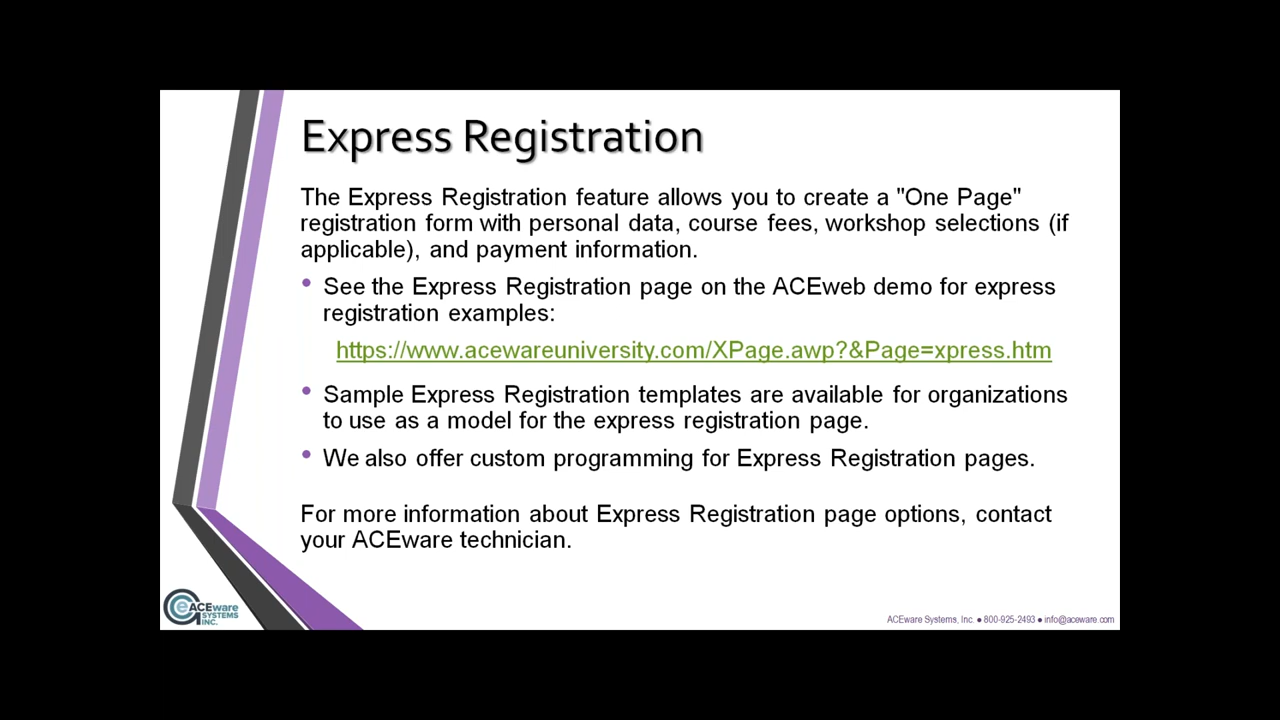 Express Registration
The Express Registration feature allows you to create a "One Page"
registration form with personal data, course fees, workshop selections (if
applicable), and payment information.
• See the Express Registration page on the ACEweb demo for express
registration examples:
https://www.acewareuniversity.com/XPage.awp?&Page=xpress.htm
• Sample Express Registration templates are available for organizations
to use as a model for the express registration page.
• We also offer custom programming for Express Registration pages.
For more information about Express Registration page options, contact
your ACEware technician.
e ACEware
SYSTEMS
INC.
ACEware Systems, Inc. ● 800-925-2493 ● info@aceware.com